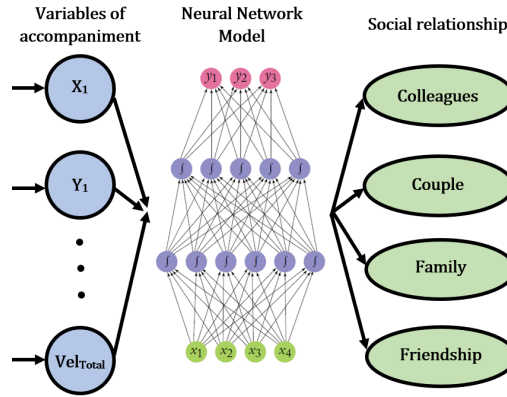 Variables of
accompaniment
Neural Network
Model
Social relationship
X₁
Y₁
Vel_Total
y₁ y₂ y₃
∫ ∫ ∫ ∫ ∫
∫ ∫ ∫ ∫ ∫ ∫
x₁ x₂ x₃ x₄
Colleagues
Couple
Family
Friendship